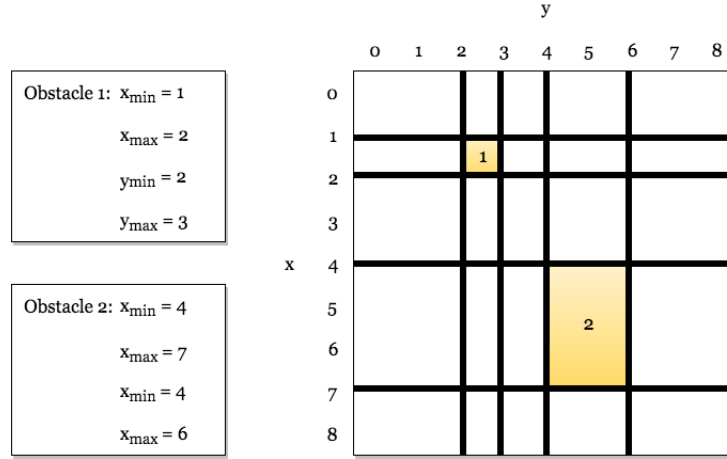 y
0 1 2 3 4 5 6 7 8
Obstacle 1: xmin = 1
xmax = 2
ymin = 2
ymax = 3
Obstacle 2: xmin = 4
xmax = 7
xmin = 4
xmax = 6
x
0
1
2
3
4
5
6
7
8
1
2